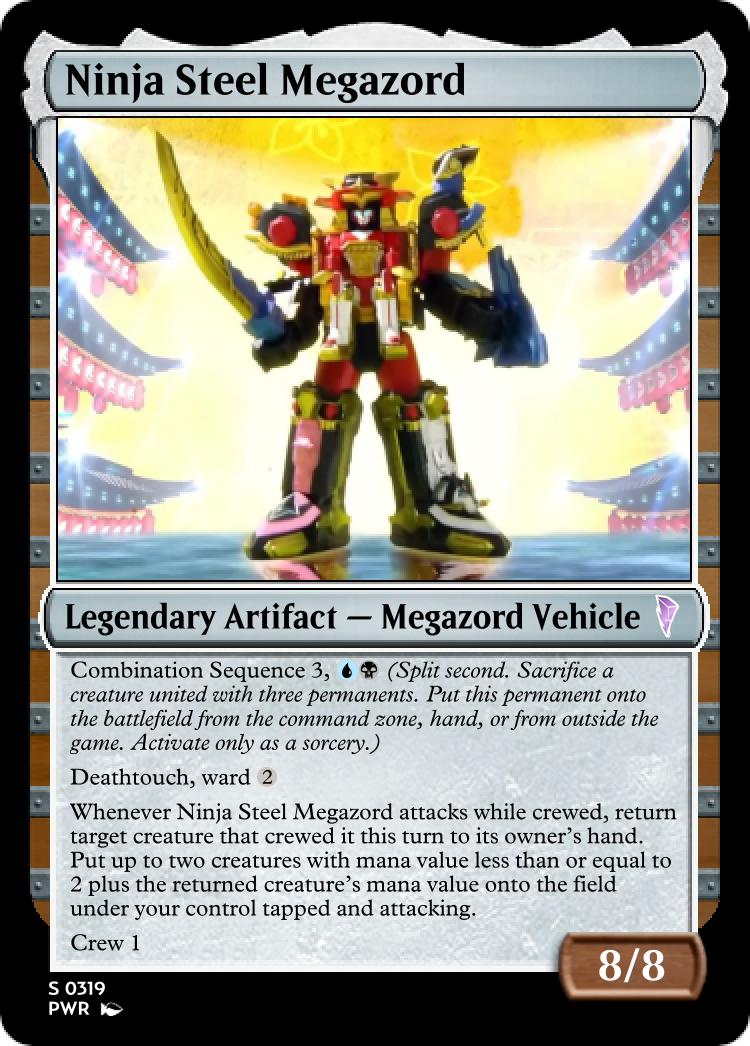 Ninja Steel Megazord
Legendary Artifact — Megazord Vehicle
Combination Sequence 3, (Split second. Sacrifice a
creature united with three permanents. Put this permanent onto
the battlefield from the command zone, hand, or from outside the
game. Activate only as a sorcery.)
Deathtouch, ward 2
Whenever Ninja Steel Megazord attacks while crewed, return
target creature that crewed it this turn to its owner's hand.
Put up to two creatures with mana value less than or equal to
2 plus the returned creature's mana value onto the field
under your control tapped and attacking.
Crew 1
8/8
S 0319
PWR